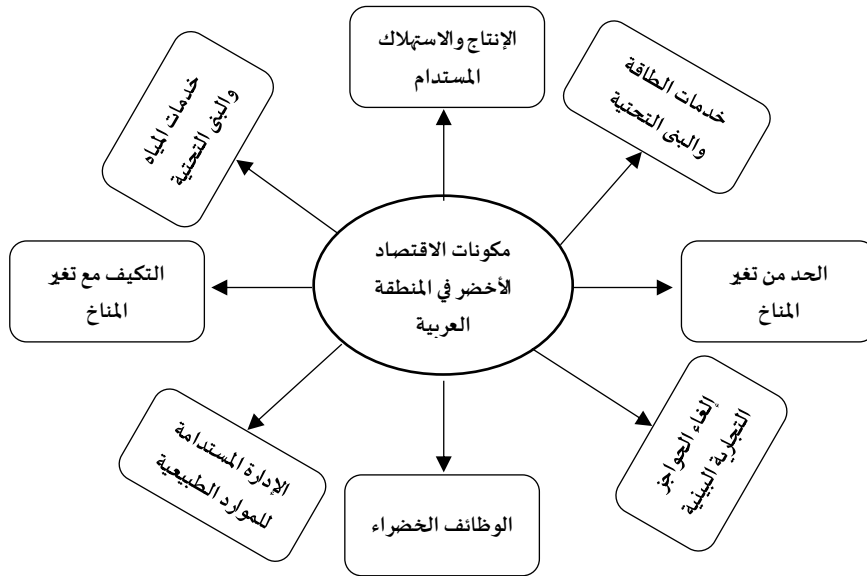 الإنتاج والاستهلاك
المستدام
خدمات الطاقة
والبنى التحتية
خدمات المياه
والبنى التحتية
مكونات الاقتصاد
الأخضر في المنطقة
العربية
الحد من تغير
المناخ
التكيف مع تغير
المناخ
إلغاء الحواجز
التجارية البينية
الإدارة المستدامة
للموارد الطبيعية
الوظائف الخضراء